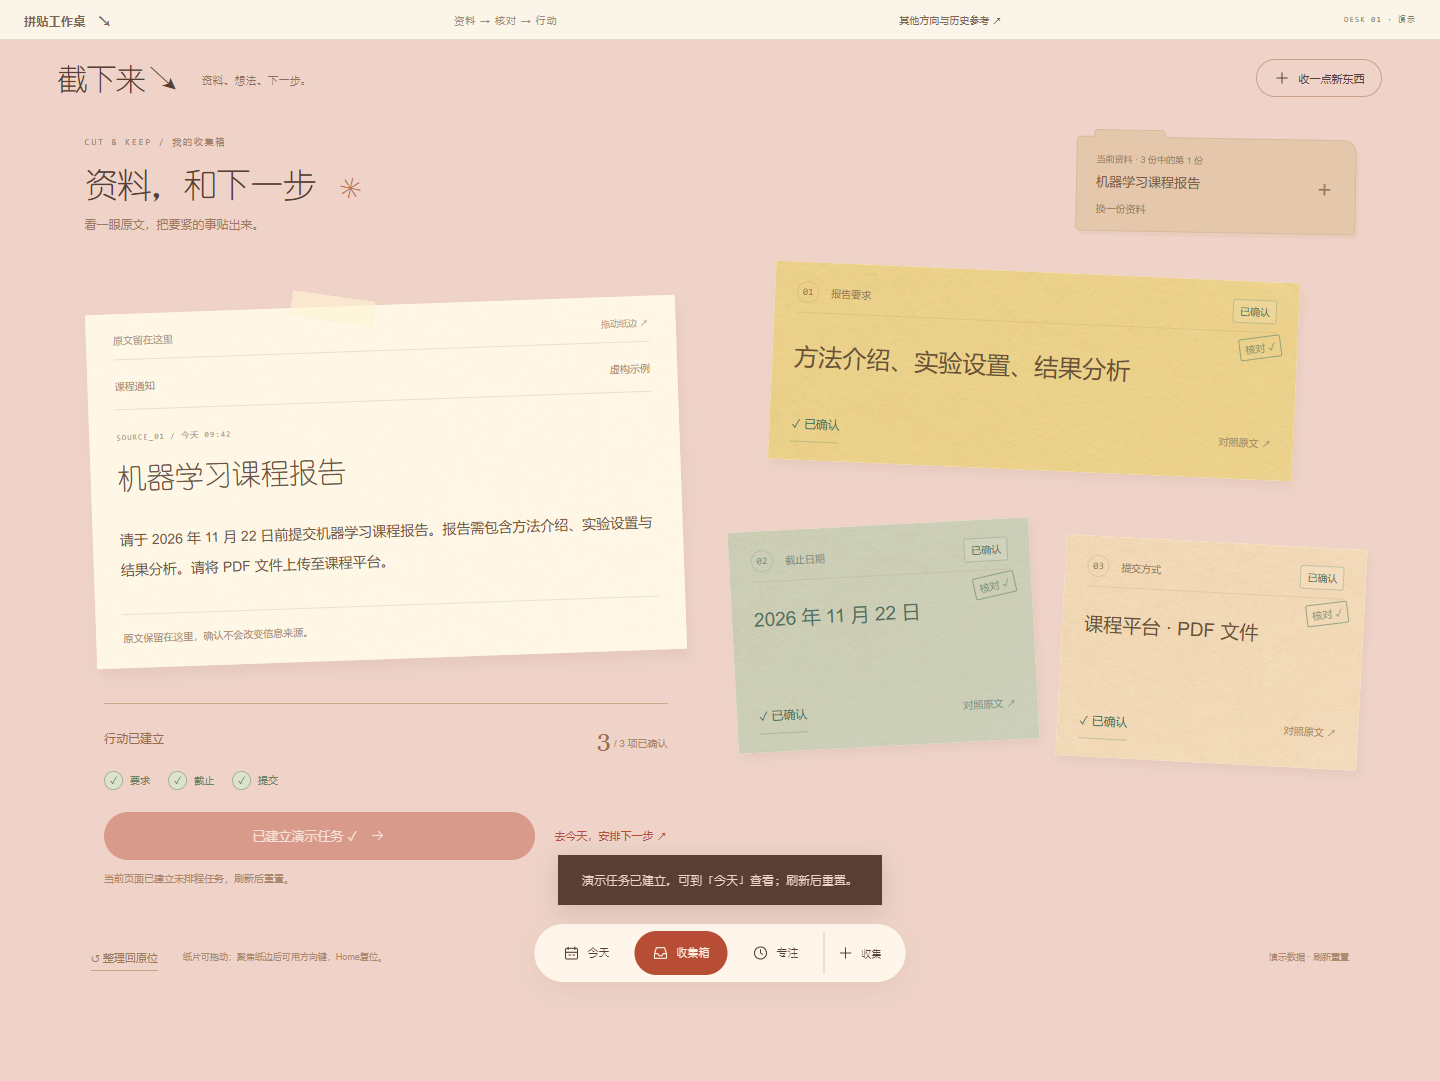 拼贴工作桌 ↘
资料 → 核对 → 行动
其他方向与历史参考 ↗
DESK 01 · 演示
截下来↘
资料、想法、下一步。
+ 收一点新东西
CUT & KEEP / 我的收集箱
资料，和下一步
看一眼原文，把要紧的事贴出来。
当前资料 · 3 份中的第 1 份
机器学习课程报告
+
换一份资料
原文留在这里
拖动纸边 ↗
课程通知
虚构示例
SOURCE_01 / 今天 09:42
机器学习课程报告
请于 2026 年 11 月 22 日前提交机器学习课程报告。报告需包含方法介绍、实验设置与
结果分析。请将 PDF 文件上传至课程平台。
原文保留在这里，确认不会改变信息来源。
01 报告要求
已确认
核对 ✓
方法介绍、实验设置、结果分析
✓ 已确认
对照原文 ↗
02 截止日期
已确认
核对 ✓
2026 年 11 月 22 日
✓ 已确认
对照原文 ↗
03 提交方式
已确认
核对 ✓
课程平台 · PDF 文件
✓ 已确认
对照原文 ↗
行动已建立
3 / 3 项已确认
✓ 要求 ✓ 截止 ✓ 提交
已建立演示任务 ✓ →
去今天，安排下一步 ↗
当前页面已建立未排程任务，刷新后重置。
演示任务已建立，可到「今天」查看；刷新后重置。
↺ 整理回原位
纸片可拖动；聚焦纸边后可用方向键，Home复位。
今天
收集箱
专注
+ 收集
演示数据 · 刷新重置